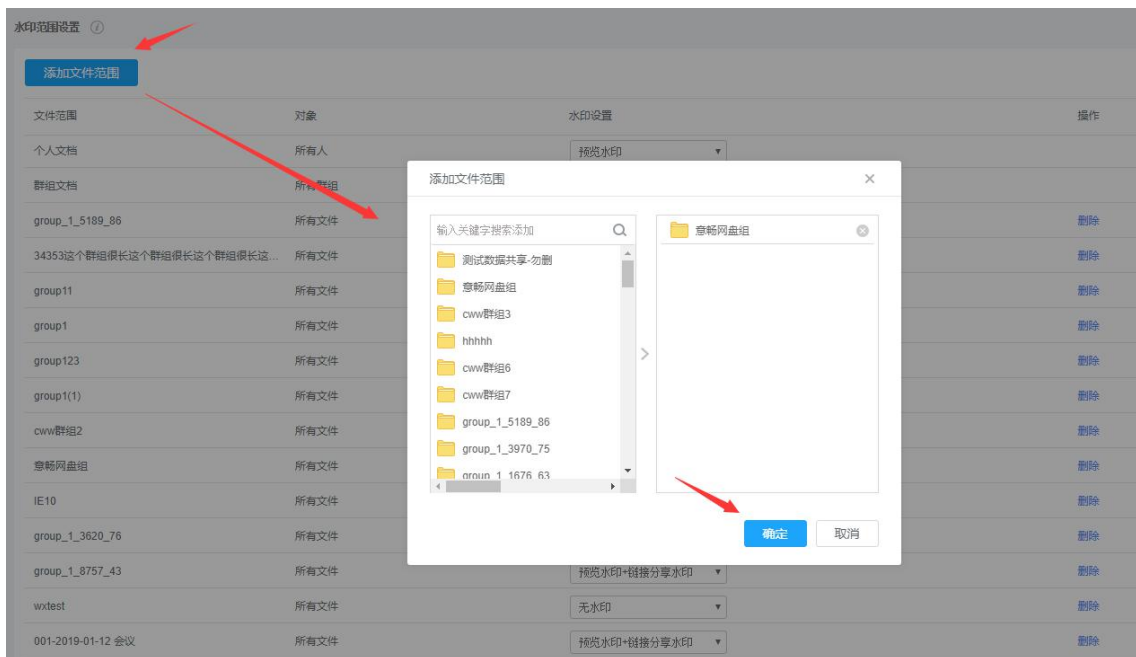 水印范围设置
添加文件范围
文件范围 对象 水印设置 操作
个人文档 所有人 预览水印
群组文档 所有群组
group_1_5189_86 所有文件 删除
34353这个群组很长这个群组很长这个群组很长这... 所有文件 删除
group11 所有文件 删除
group1 所有文件 删除
group123 所有文件 删除
group1(1) 所有文件 删除
cww群组2 所有文件 删除
意畅网盘组 所有文件 删除
IE10 所有文件 删除
group_1_3620_76 所有文件 删除
group_1_8757_43 所有文件 预览水印+链接分享水印 删除
wxtest 所有文件 无水印 删除
001-2019-01-12 会议 所有文件 预览水印+链接分享水印 删除
添加文件范围
输入关键字搜索添加
测试数据共享-勿删
意畅网盘组
cww群组3
hhhhh
cww群组6
cww群组7
group_1_5189_86
group_1_3970_75
group_1_1676_63
意畅网盘组
确定 取消